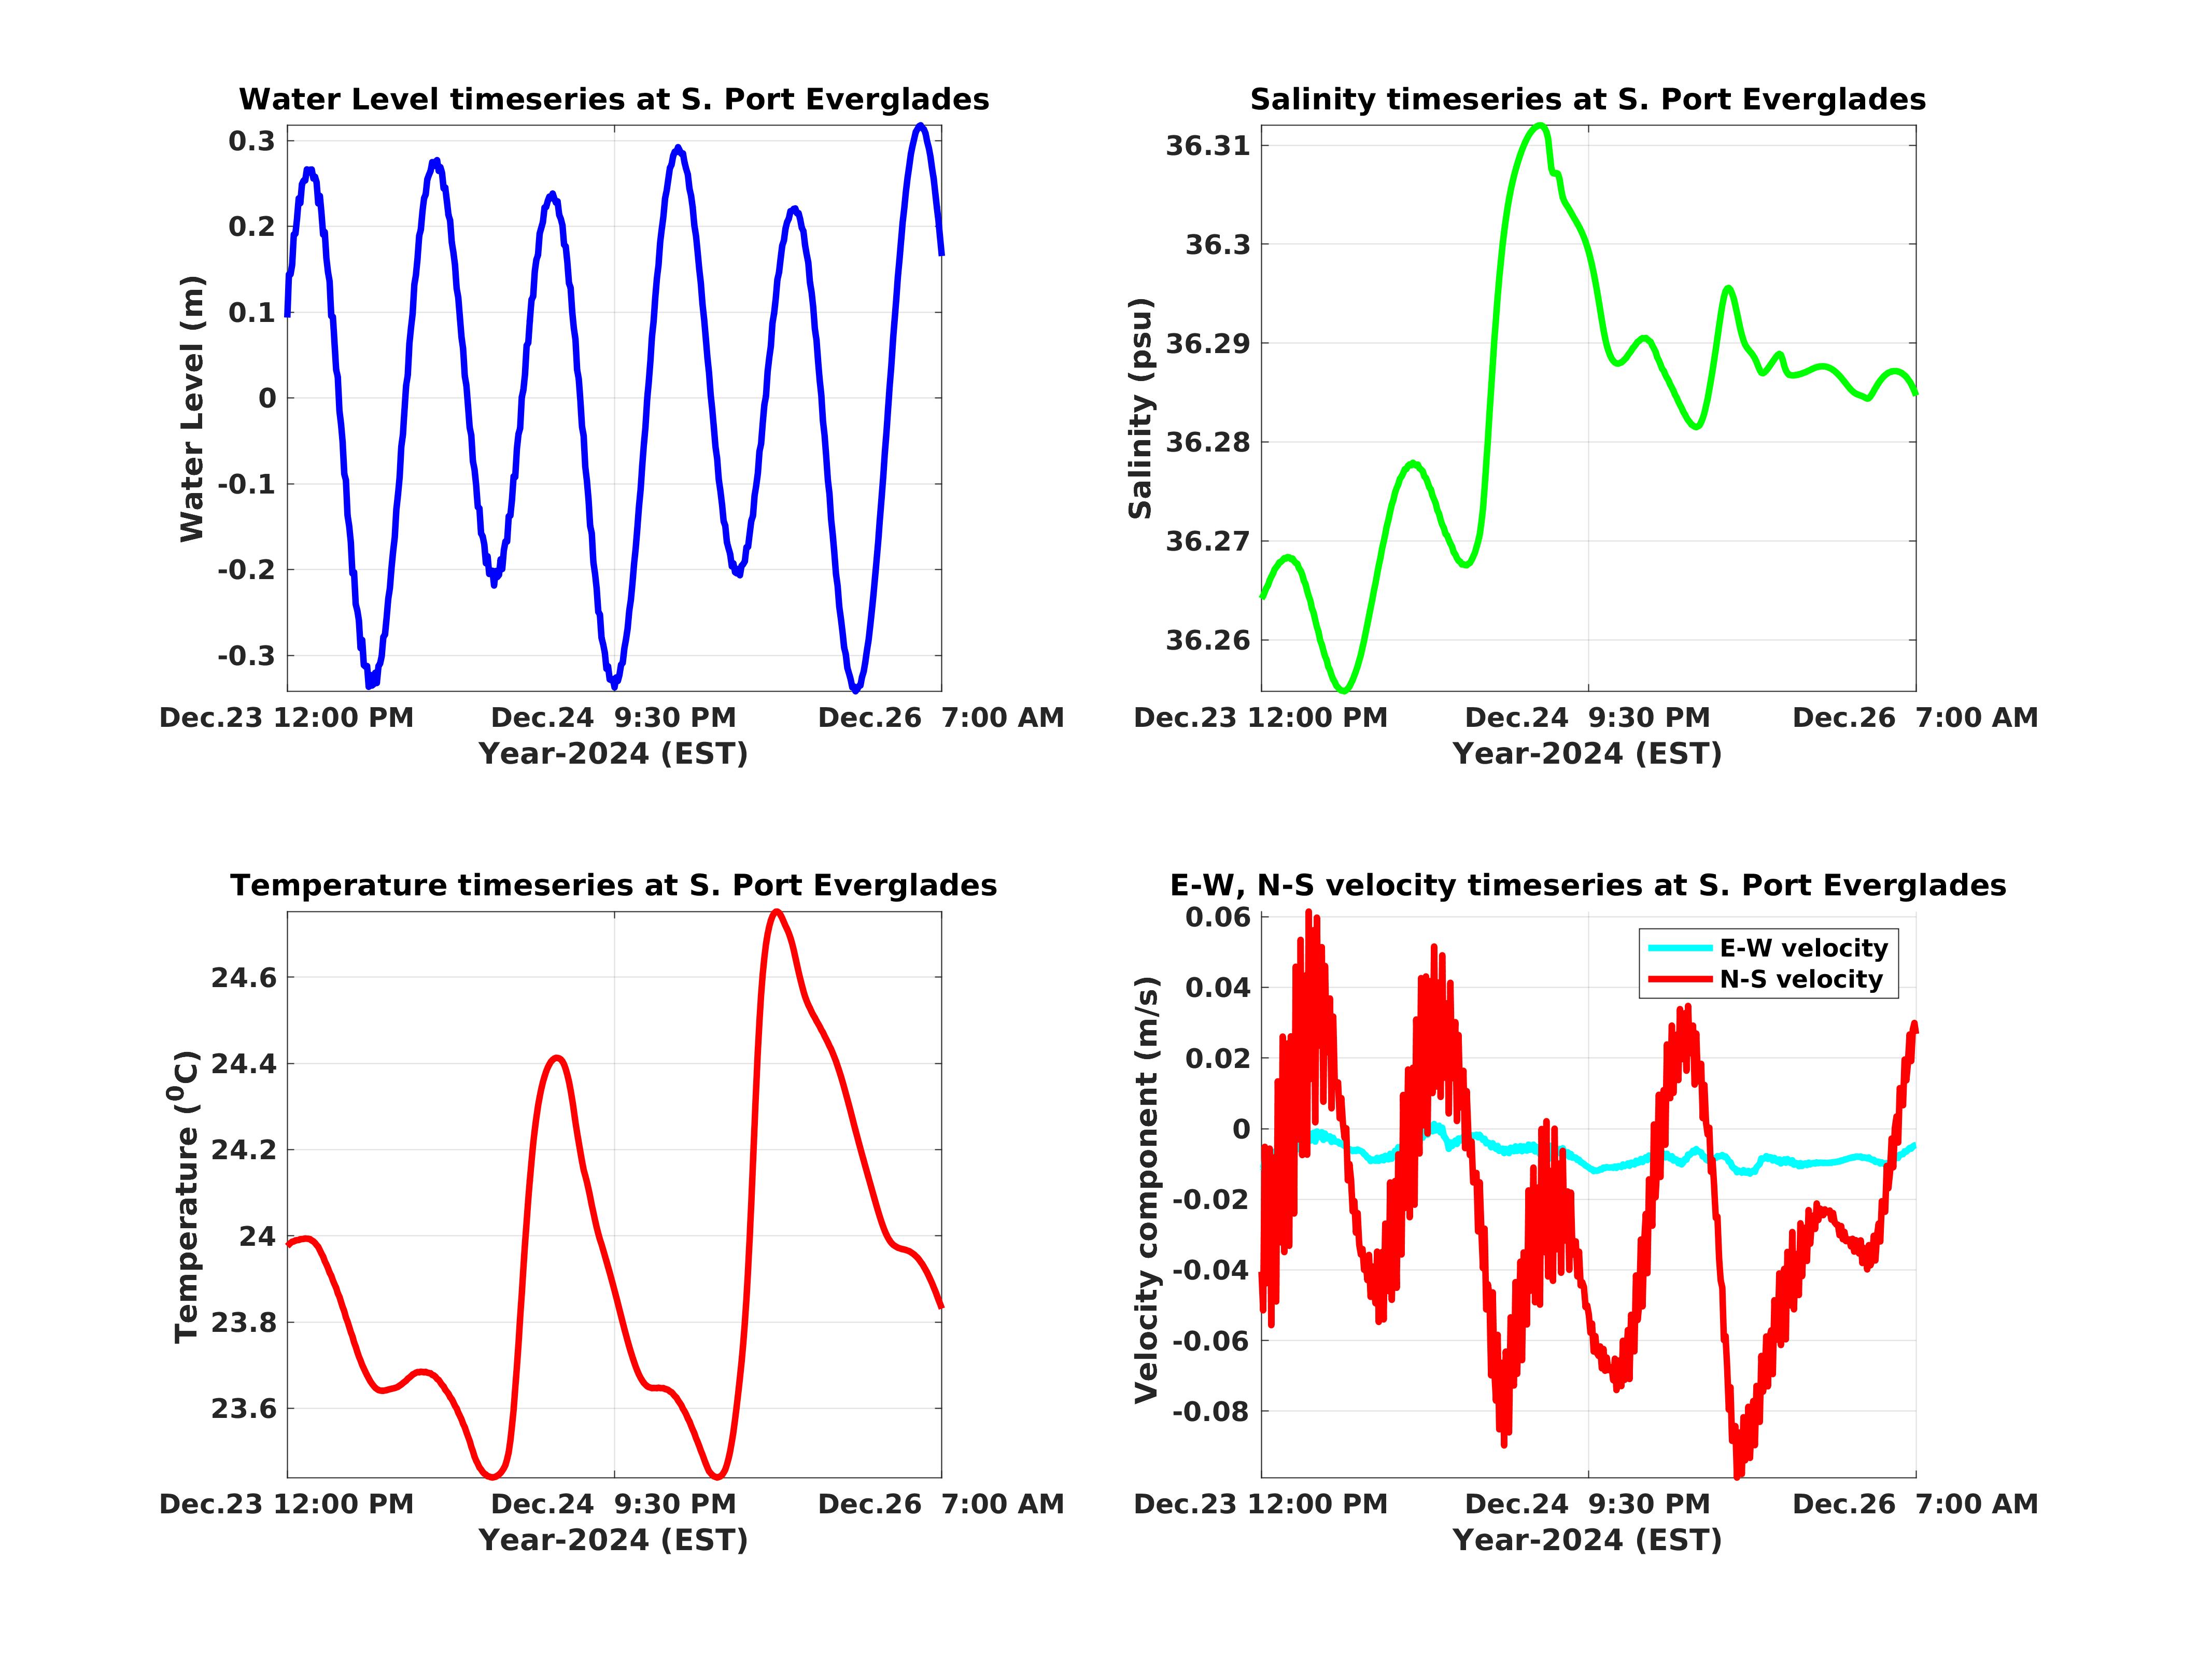 Water Level timeseries at S. Port Everglades
0.3
0.2
0.1
0
-0.1
-0.2
-0.3
Water Level (m)
Dec.23 12:00 PM
Dec.24  9:30 PM
Dec.26  7:00 AM
Year-2024 (EST)
Salinity timeseries at S. Port Everglades
36.31
36.3
36.29
36.28
36.27
36.26
Salinity (psu)
Dec.23 12:00 PM
Dec.24  9:30 PM
Dec.26  7:00 AM
Year-2024 (EST)
Temperature timeseries at S. Port Everglades
24.6
24.4
24.2
24
23.8
23.6
Temperature (⁰C)
Dec.23 12:00 PM
Dec.24  9:30 PM
Dec.26  7:00 AM
Year-2024 (EST)
E-W, N-S velocity timeseries at S. Port Everglades
0.06
0.04
0.02
0
-0.02
-0.04
-0.06
-0.08
Velocity component (m/s)
E-W velocity
N-S velocity
Dec.23 12:00 PM
Dec.24  9:30 PM
Dec.26  7:00 AM
Year-2024 (EST)